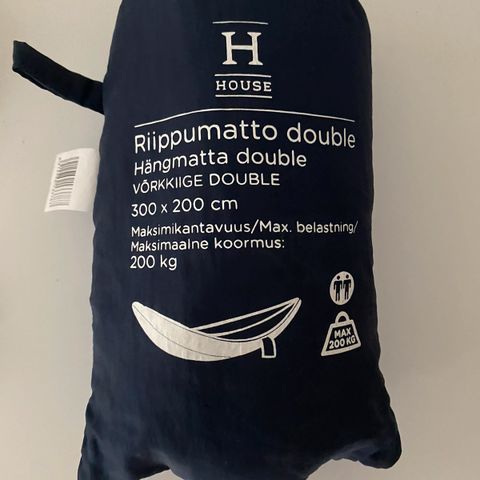 H
HOUSE
Riippumatto double
Hängmatta double
VÕRKKIIGE DOUBLE
300 x 200 cm
Maksimikantavuus/Max. belastning/
Maksimaalne koormus:
200 kg
MAX
200 KG